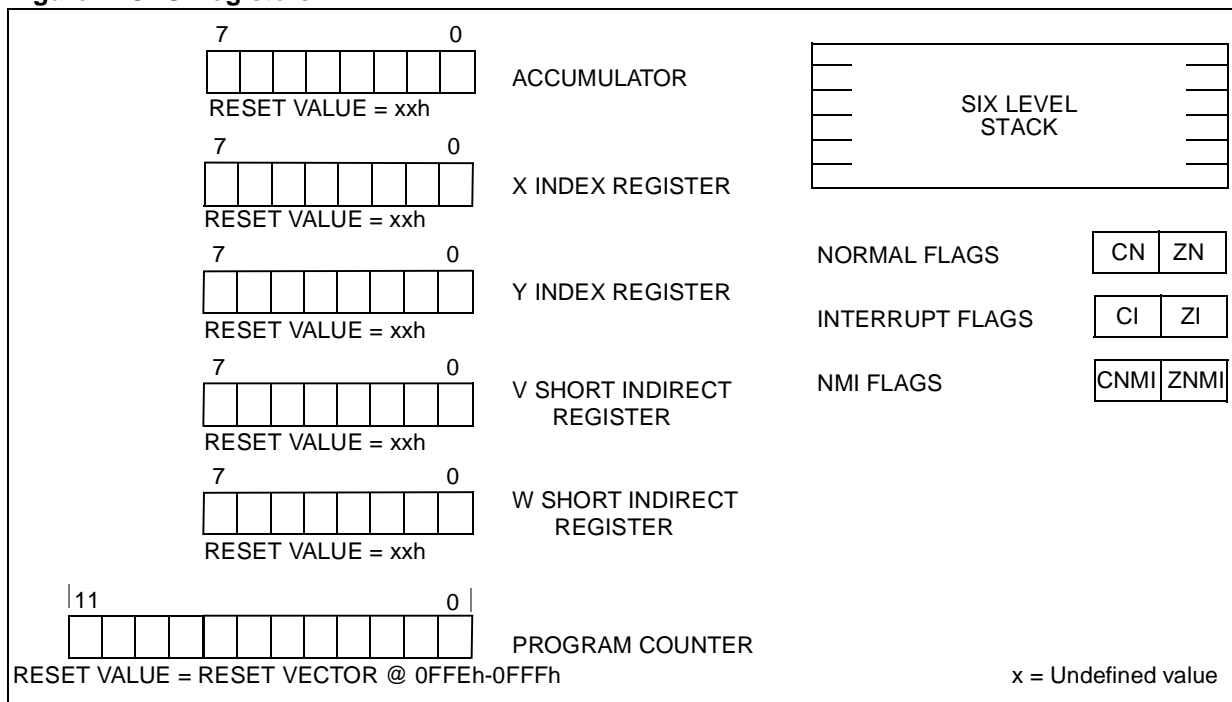 7 0
ACCUMULATOR
RESET VALUE = xxh
7 0
X INDEX REGISTER
RESET VALUE = xxh
7 0
Y INDEX REGISTER
RESET VALUE = xxh
7 0
V SHORT INDIRECT
REGISTER
RESET VALUE = xxh
7 0
W SHORT INDIRECT
REGISTER
RESET VALUE = xxh
11 0
PROGRAM COUNTER
RESET VALUE = RESET VECTOR @ 0FFEh-0FFFh
SIX LEVEL
STACK
NORMAL FLAGS CN ZN
INTERRUPT FLAGS CI ZI
NMI FLAGS CNMI ZNMI
x = Undefined value